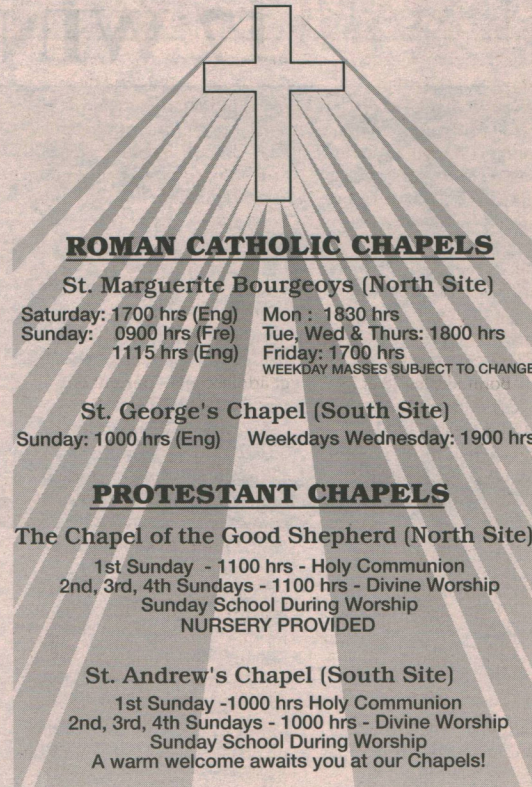 ROMAN CATHOLIC CHAPELS
St. Marguerite Bourgeoys (North Site)
Saturday: 1700 hrs (Eng) Mon : 1830 hrs
Sunday: 0900 hrs (Fre) Tue, Wed & Thurs: 1800 hrs
1115 hrs (Eng) Friday: 1700 hrs
WEEKDAY MASSES SUBJECT TO CHANGE
St. George's Chapel (South Site)
Sunday: 1000 hrs (Eng) Weekdays Wednesday: 1900 hrs
PROTESTANT CHAPELS
The Chapel of the Good Shepherd (North Site)
1st Sunday - 1100 hrs - Holy Communion
2nd, 3rd, 4th Sundays - 1100 hrs - Divine Worship
Sunday School During Worship
NURSERY PROVIDED
St. Andrew's Chapel (South Site)
1st Sunday -1000 hrs Holy Communion
2nd, 3rd, 4th Sundays - 1000 hrs - Divine Worship
Sunday School During Worship
A warm welcome awaits you at our Chapels!